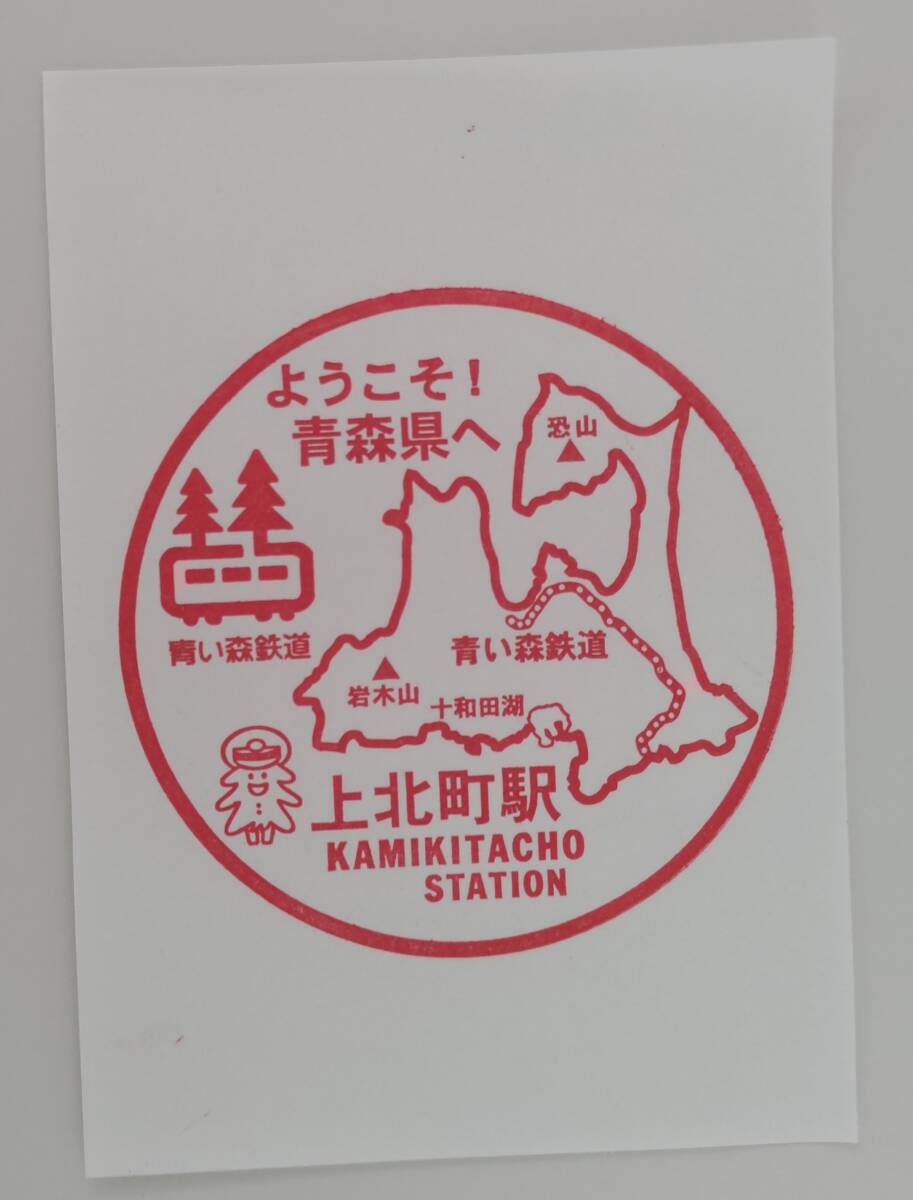 ようこそ!
青森県へ
恐山
青い森鉄道
青い森鉄道
岩木山
十和田湖
上北町駅
KAMIKITACHO
STATION